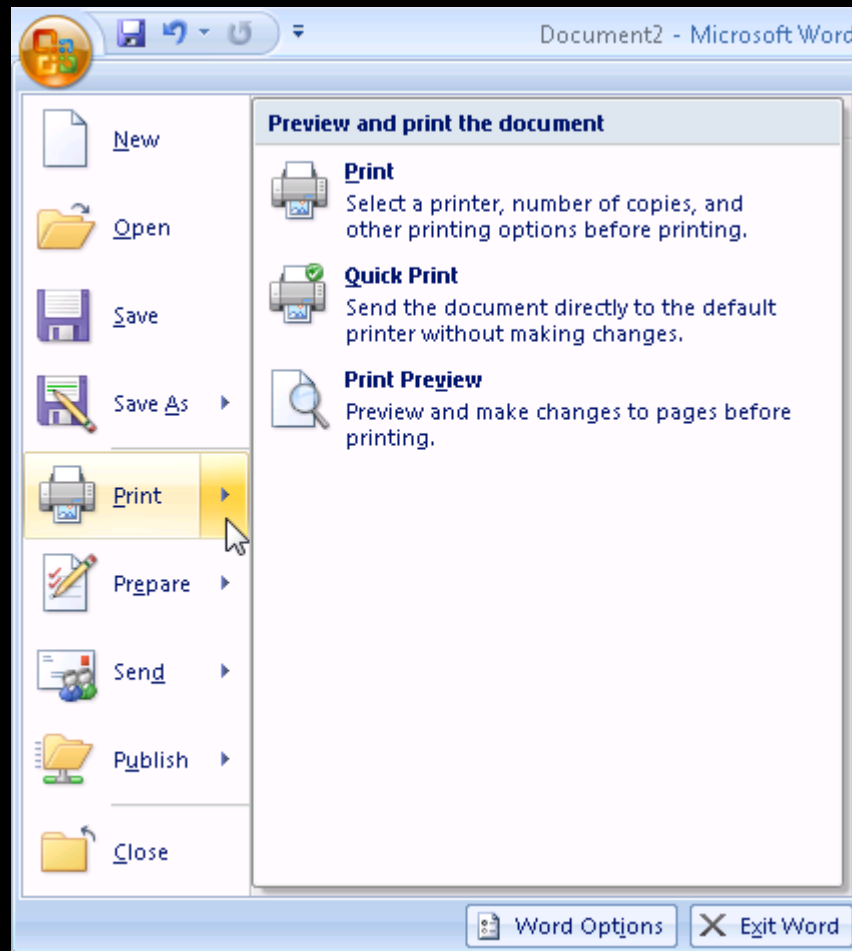 Document2 - Microsoft Word
New
Open
Save
Save As
Print
Prepare
Send
Publish
Close
Preview and print the document
Print
Select a printer, number of copies, and
other printing options before printing.
Quick Print
Send the document directly to the default
printer without making changes.
Print Preview
Preview and make changes to pages before
printing.
Word Options
Exit Word